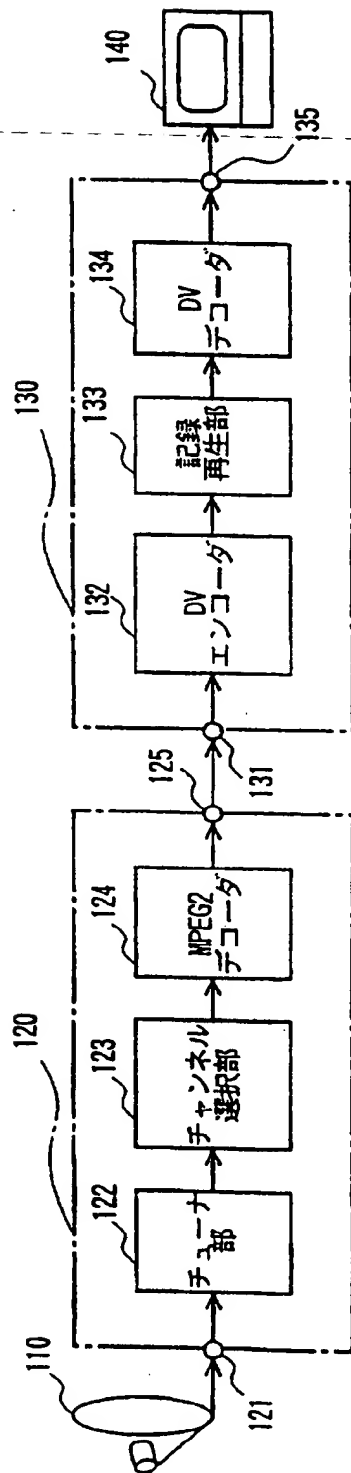 110
120
121
122
チューナ
部
123
チャンネル
選択部
124
MPEG2
デコーダ
125
130
131
132
DV
エンコーダ
133
記録
再生部
134
DV
デコーダ
135
140